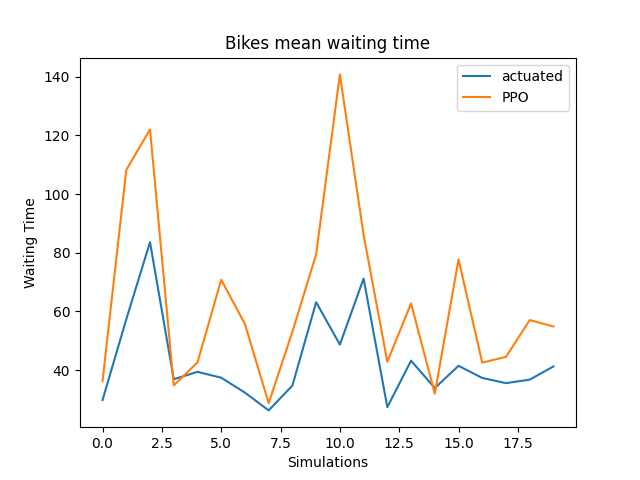 Bikes mean waiting time
actuated
PPO
Waiting Time
140
120
100
80
60
40
0.0 2.5 5.0 7.5 10.0 12.5 15.0 17.5
Simulations